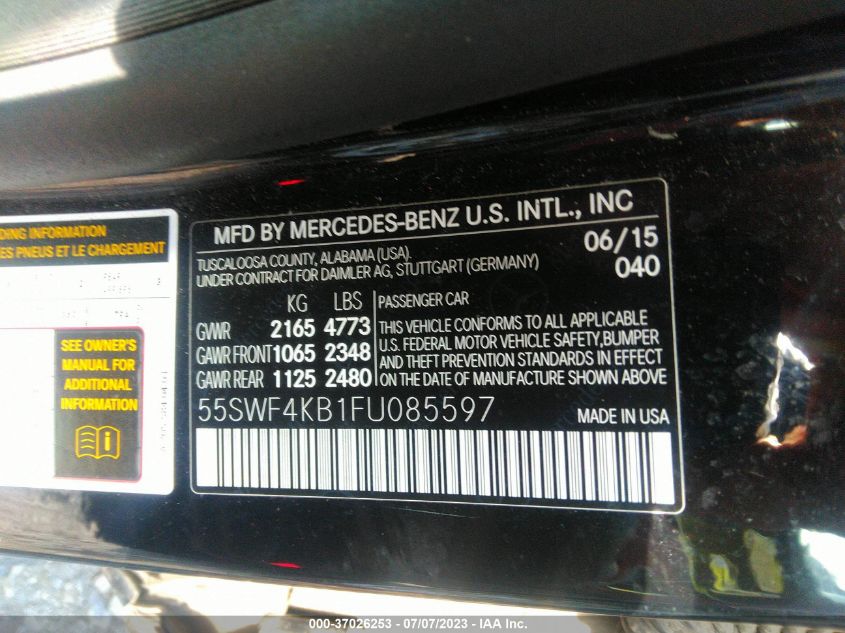 DING INFORMATION
ES PNEUS ET LE CHARGEMENT
SEE OWNER'S
MANUAL FOR
ADDITIONAL
INFORMATION
MFD BY MERCEDES-BENZ U.S. INTL., INC
TUSCALOOSA COUNTY, ALABAMA (USA). 06/15
UNDER CONTRACT FOR DAIMLER AG, STUTTGART (GERMANY) 040
KG LBS PASSENGER CAR
GVWR 2165 4773
GAWR FRONT 1065 2348
GAWR REAR 1125 2480
THIS VEHICLE CONFORMS TO ALL APPLICABLE
U.S. FEDERAL MOTOR VEHICLE SAFETY, BUMPER
AND THEFT PREVENTION STANDARDS IN EFFECT
ON THE DATE OF MANUFACTURE SHOWN ABOVE
55SWF4KB1FU085597 MADE IN USA
000-37026253 - 07/07/2023 - IAA Inc.